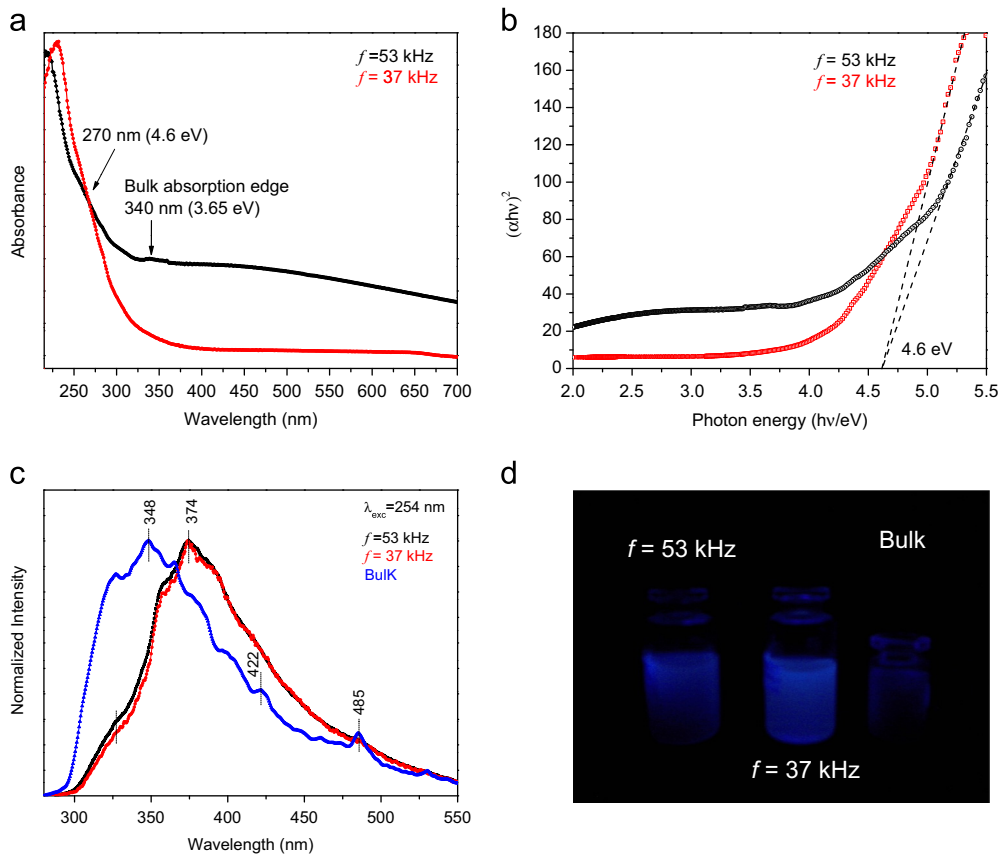 a
f =53 kHz
f = 37 kHz
270 nm (4.6 eV)
Bulk absorption edge
340 nm (3.65 eV)
Absorbance
250 300 350 400 450 500 550 600 650 700
Wavelength (nm)
b
180
160
140
120
100
80
60
40
20
0
f = 53 kHz
f = 37 kHz
(αhν)²
4.6 eV
2.0 2.5 3.0 3.5 4.0 4.5 5.0 5.5
Photon energy (hν/eV)
c
348
374
λexc=254 nm
f =53 kHz
f = 37 kHz
BulK
422
485
Normalized Intensity
300 350 400 450 500 550
Wavelength (nm)
d
f = 53 kHz
Bulk
f = 37 kHz